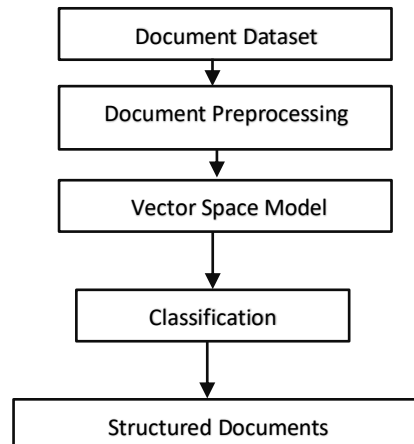 Document Dataset
Document Preprocessing
Vector Space Model
Classification
Structured Documents